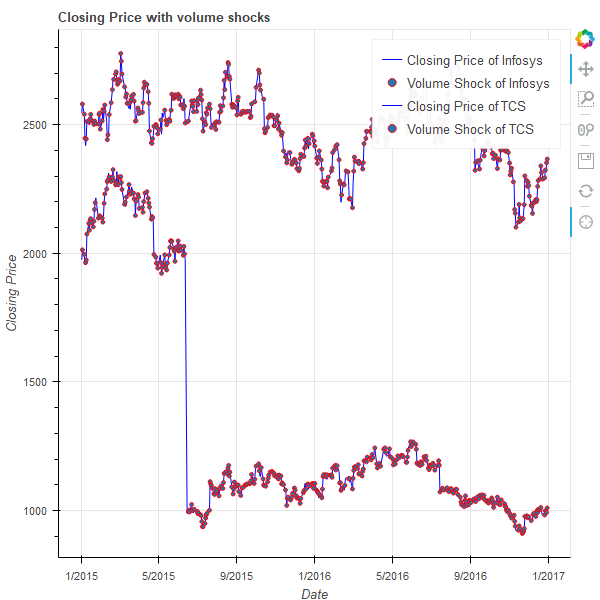 Closing Price with volume shocks
Closing Price of Infosys
Volume Shock of Infosys
Closing Price of TCS
Volume Shock of TCS
2500
2000
1500
1000
Closing Price
1/2015 5/2015 9/2015 1/2016 5/2016 9/2016 1/2017
Date